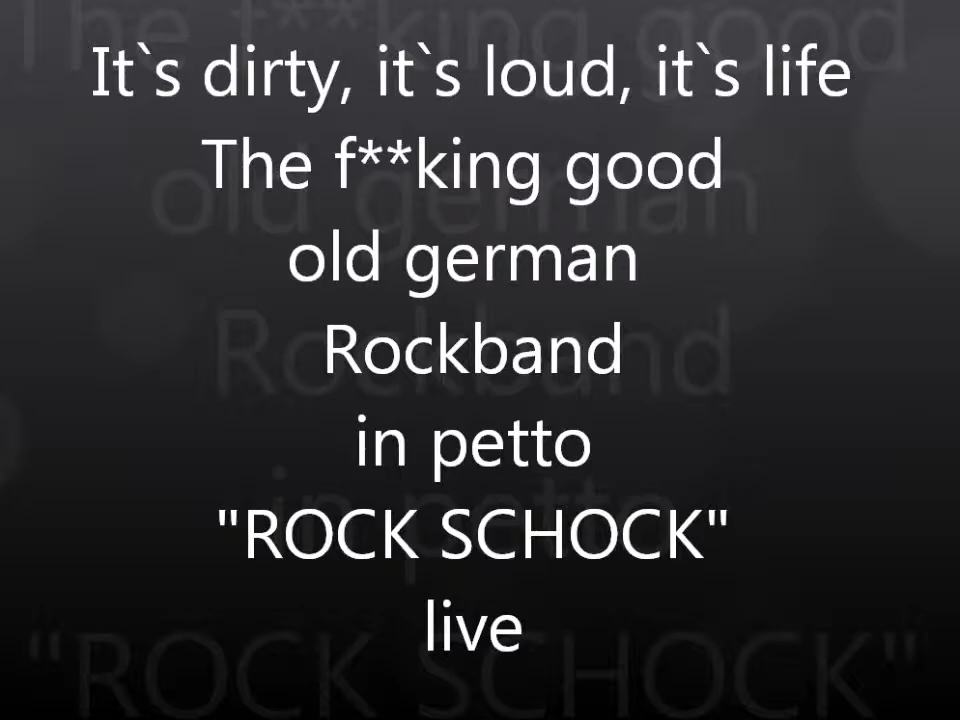 It`s dirty, it`s loud, it`s life
The f**king good
old german
Rockband
in petto
"ROCK SCHOCK"
live